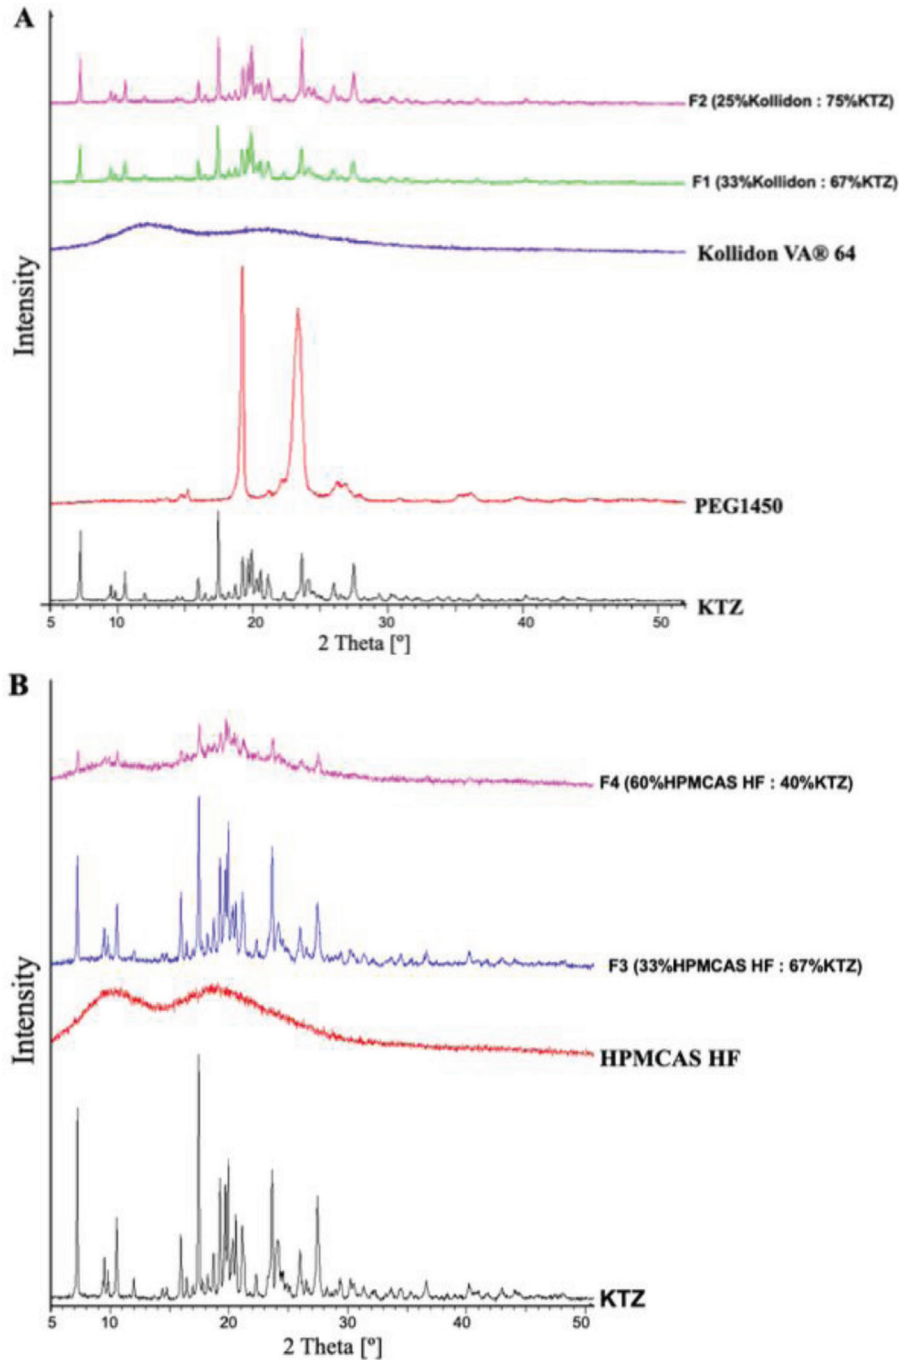 A
F2 (25%Kollidon : 75%KTZ)
F1 (33%Kollidon : 67%KTZ)
Kollidon VA® 64
Intensity
PEG1450
KTZ
5 10 20 30 40 50
2 Theta [º]
B
F4 (60%HPMCAS HF : 40%KTZ)
F3 (33%HPMCAS HF : 67%KTZ)
Intensity
HPMCAS HF
KTZ
5 10 20 30 40 50
2 Theta [º]